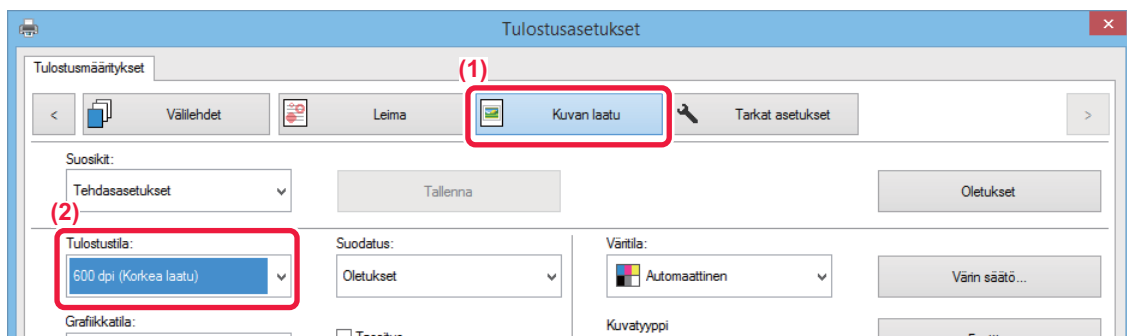 Tulostusasetukset
Tulostusmääritykset
(1)
< Välilehdet Leima Kuvan laatu Tarkat asetukset >
Suosikit:
Tehdasasetukset Tallenna Oletukset
(2)
Tulostustila: Suodatus: Väritila:
600 dpi (Korkea laatu) Oletukset Automaattinen Värin säätö...
Grafiikkatila: Kuvatyyppi